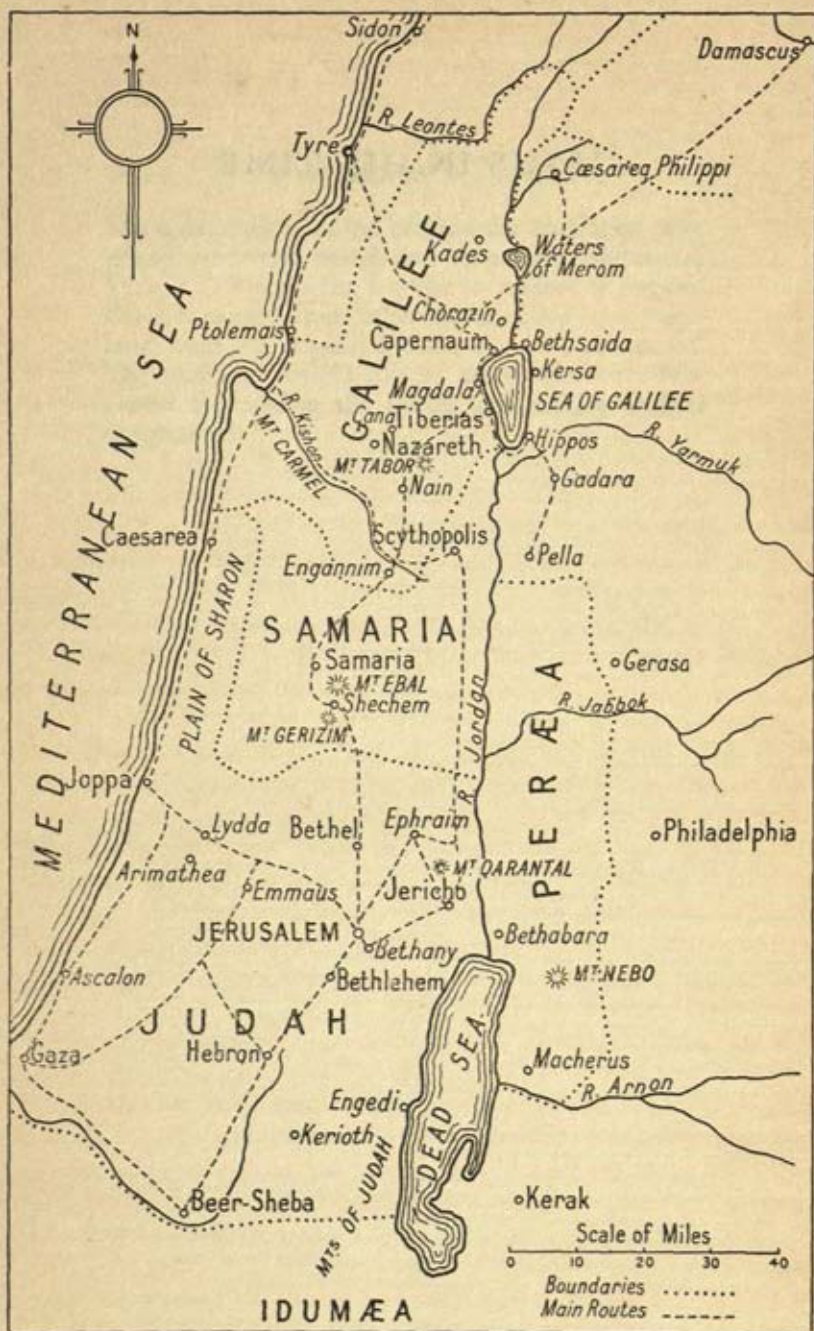 N
Sidon
Damascus
R. Leontes
Tyre
Cæsarea Philippi
Kades
Waters
of Merom
GALILEE
MEDITERRANEAN SEA
Chorazin
Ptolemais
Capernaum
Bethsaida
Kersa
Magdala
SEA OF GALILEE
R. Kishon
Cana
Tiberias
MT CARMEL
Nazareth
Hippos
R. Yarmuk
MT TABOR
Nain
Gadara
Caesarea
Scythopolis
Pella
Engannim
PLAIN OF SHARON
SAMARIA
Samaria
Gerasa
MT EBAL
Shechem
MT GERIZIM
R. Jordan
R. Jabbok
PERÆA
Joppa
Lydda
Bethel
Ephraim
Philadelphia
Arimathea
MT QARANTAL
Emmaus
Jericho
JERUSALEM
Bethabara
Bethany
Ascalon
Bethlehem
MT NEBO
JUDAH
Gaza
Hebron
DEAD SEA
Macherus
R. Arnon
Engedi
Kerioth
MTS OF JUDAH
Beer-Sheba
Kerak
Scale of Miles
0 10 20 30 40
Boundaries
Main Routes
IDUMÆA